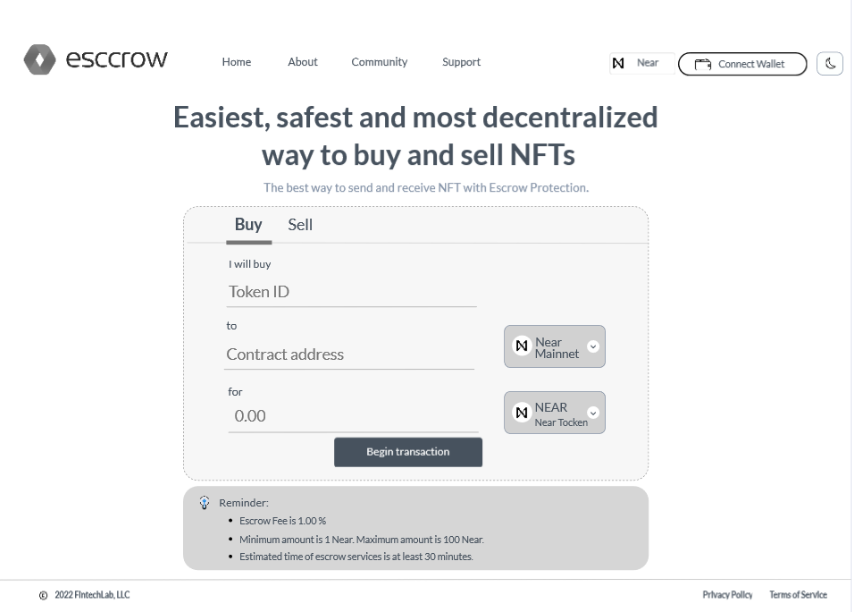 esccrow
Home About Community Support
Near
Connect Wallet
Easiest, safest and most decentralized
way to buy and sell NFTs
The best way to send and receive NFT with Escrow Protection.
Buy Sell
I will buy
Token ID
to
Contract address
Near
Mainnet
for
0.00
NEAR
Near Tocken
Begin transaction
Reminder:
• Escrow Fee is 1.00 %
• Minimum amount is 1 Near. Maximum amount is 100 Near.
• Estimated time of escrow services is at least 30 minutes.
© 2022 FintechLab, LLC
Privacy Policy Terms of Service